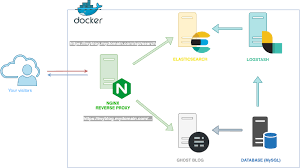 docker
ELASTICSEARCH
LOGSTASH
Your visitors
NGINX
REVERSE PROXY
GHOST BLOG
DATABASE (MySQL)